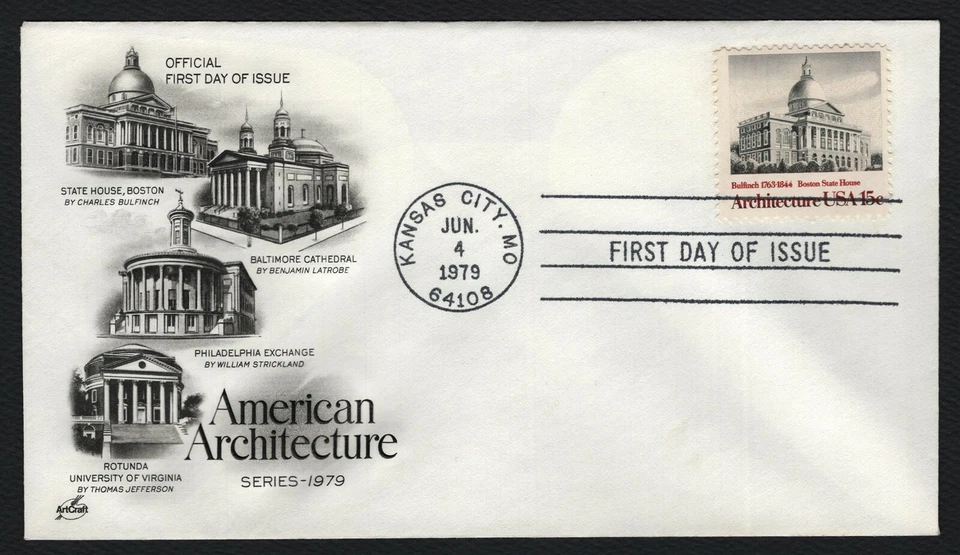 OFFICIAL
FIRST DAY OF ISSUE
STATE HOUSE, BOSTON
BY CHARLES BULFINCH
BALTIMORE CATHEDRAL
BY BENJAMIN LATROBE
PHILADELPHIA EXCHANGE
BY WILLIAM STRICKLAND
ROTUNDA
UNIVERSITY OF VIRGINIA
BY THOMAS JEFFERSON
ArtCraft
American
Architecture
SERIES-1979
KANSAS CITY, MO
JUN.
4
1979
64108
Bulfinch 1763-1844 Boston State House
Architecture USA 15c
FIRST DAY OF ISSUE